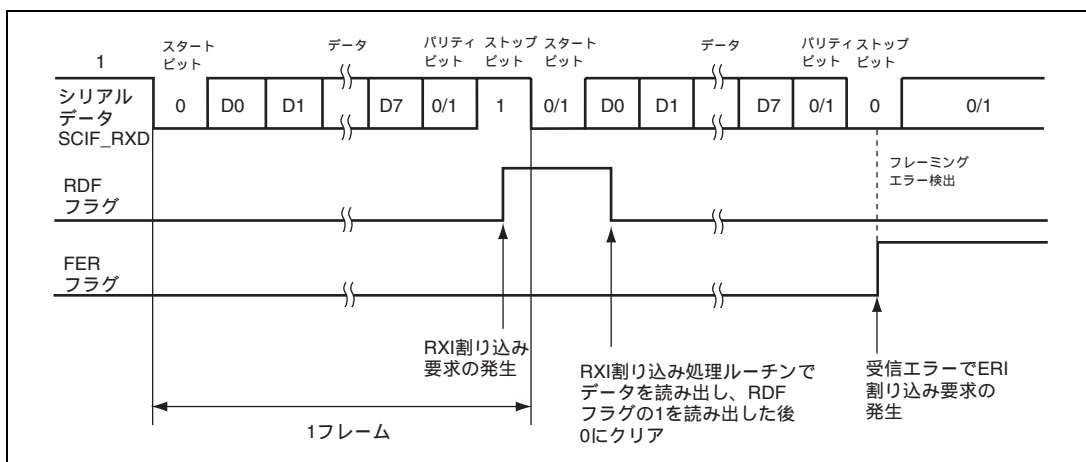 1
スタート
ビット
データ
パリティ
ビット
ストップ
ビット
スタート
ビット
データ
パリティ
ビット
ストップ
ビット
シリアル
データ
SCIF_RXD
0 D0 D1 D7 0/1 1 0/1 D0 D1 D7 0/1 0 0/1
フレーミング
エラー検出
RDF
フラグ
FER
フラグ
RXI割り込み
要求の発生
RXI割り込み処理ルーチンで
データを読み出し、RDF
フラグの1を読み出した後
0にクリア
受信エラーでERI
割り込み要求の
発生
1フレーム